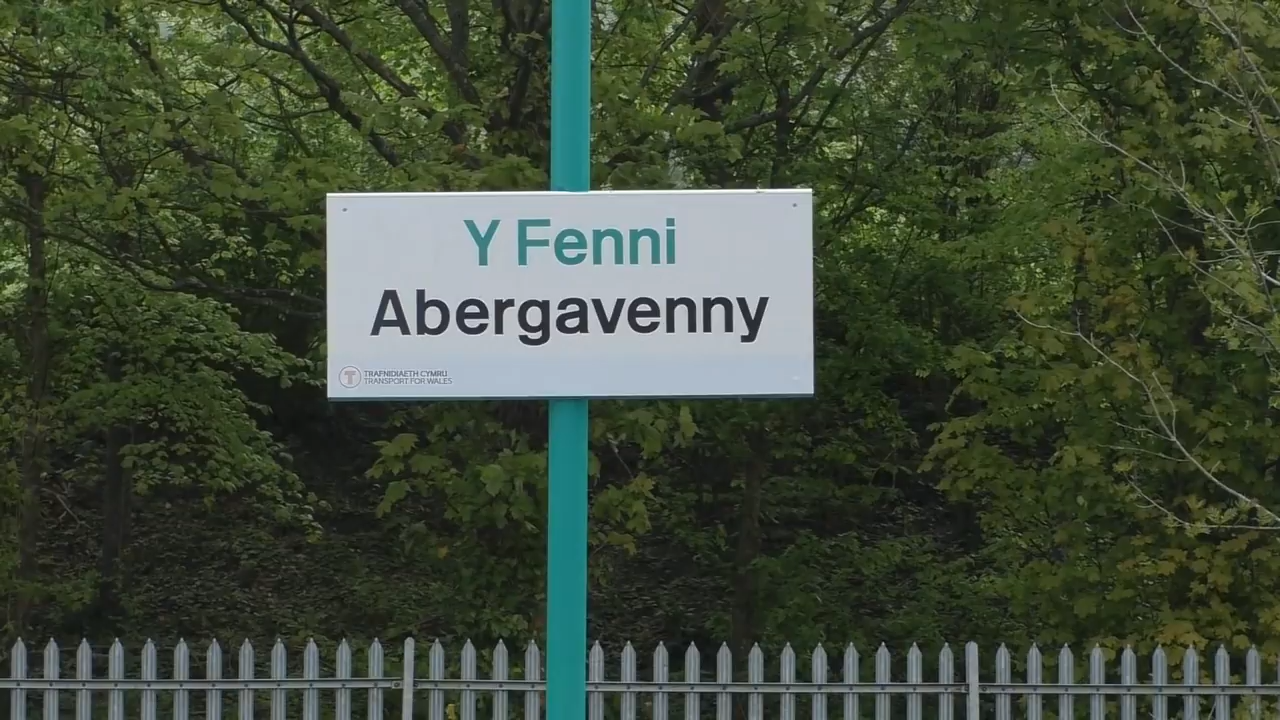 Y Fenni
Abergavenny
T
TRAFNIDIAETH CYMRU
TRANSPORT FOR WALES